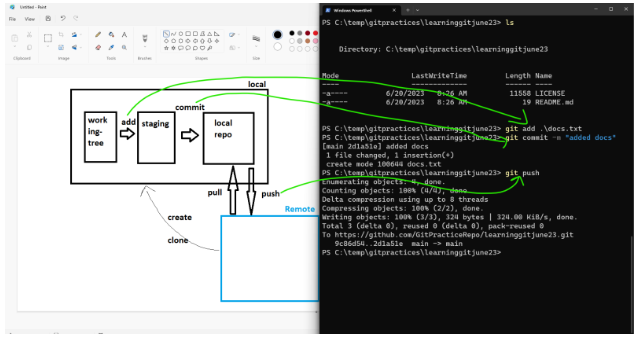 Untitled - Paint
File View
Clipboard
Image
Tools
Brushes
Shapes
Size
local
commit
work
ing-
tree
add
staging
local
repo
pull
push
Remote
create
clone
Windows PowerShell
PS C:\temp\gitpractices\learninggitjune23> ls
Directory: C:\temp\gitpractices\learninggitjune23
Mode LastWriteTime Length Name
---- ------------- ------ ----
-a---- 6/20/2023 8:26 AM 11558 LICENSE
-a---- 6/20/2023 8:26 AM 19 README.md
PS C:\temp\gitpractices\learninggitjune23> git add .\docs.txt
PS C:\temp\gitpractices\learninggitjune23> git commit -m "added docs"
[main 2d1a51e] added docs
1 file changed, 1 insertion(+)
create mode 100644 docs.txt
PS C:\temp\gitpractices\learninggitjune23> git push
Enumerating objects: 4, done.
Counting objects: 100% (4/4), done.
Delta compression using up to 8 threads
Compressing objects: 100% (2/2), done.
Writing objects: 100% (3/3), 324 bytes | 324.00 KiB/s, done.
Total 3 (delta 0), reused 0 (delta 0), pack-reused 0
To https://github.com/GitPracticeRepo/learninggitjune23.git
9c86d54..2d1a51e main -> main
PS C:\temp\gitpractices\learninggitjune23>